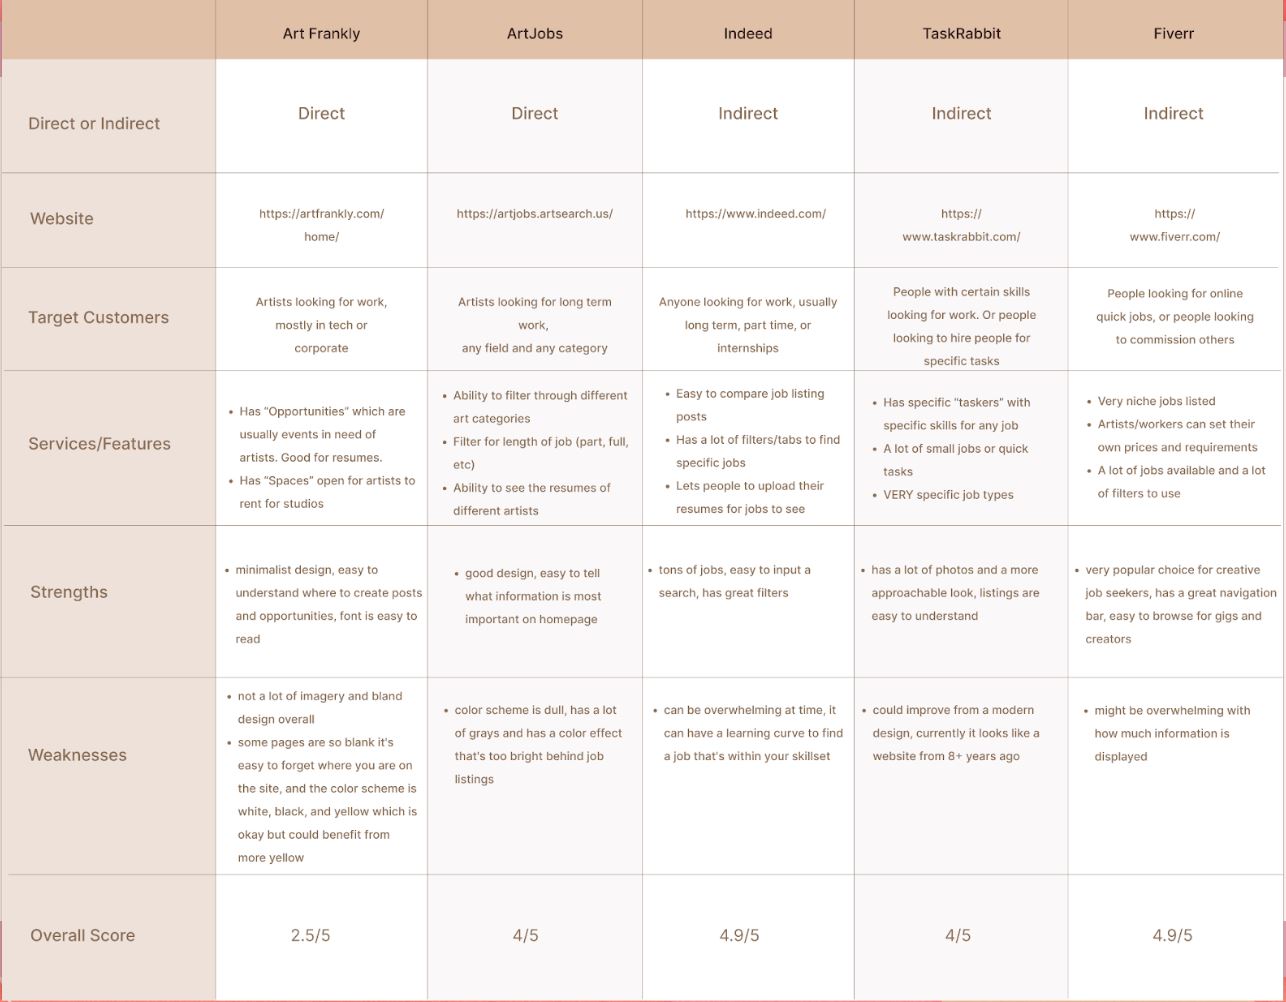 Art Frankly
ArtJobs
Indeed
TaskRabbit
Fiverr
Direct or Indirect
Direct
Direct
Indirect
Indirect
Indirect
Website
https://artfrankly.com/
home/
https://artjobs.artsearch.us/
https://www.indeed.com/
https://
www.taskrabbit.com/
https://
www.fiverr.com/
Target Customers
Artists looking for work,
mostly in tech or
corporate
Artists looking for long term
work,
any field and any category
Anyone looking for work, usually
long term, part time, or
internships
People with certain skills
looking for work. Or people
looking to hire people for
specific tasks
People looking for online
quick jobs, or people looking
to commission others
Services/Features
• Has "Opportunities" which are
usually events in need of
artists. Good for resumes.
• Has "Spaces" open for artists to
rent for studios
• Ability to filter through different
art categories
• Filter for length of job (part, full,
etc)
• Ability to see the resumes of
different artists
• Easy to compare job listing
posts
• Has a lot of filters/tabs to find
specific jobs
• Lets people to upload their
resumes for jobs to see
• Has specific "taskers" with
specific skills for any job
• A lot of small jobs or quick
tasks
• VERY specific job types
• Very niche jobs listed
• Artists/workers can set their
own prices and requirements
• A lot of jobs available and a lot
of filters to use
Strengths
• minimalist design, easy to
understand where to create posts
and opportunities, font is easy to
read
• good design, easy to tell
what information is most
important on homepage
• tons of jobs, easy to input a
search, has great filters
• has a lot of photos and a more
approachable look, listings are
easy to understand
• very popular choice for creative
job seekers, has a great navigation
bar, easy to browse for gigs and
creators
Weaknesses
• not a lot of imagery and bland
design overall
• some pages are so blank it's
easy to forget where you are on
the site, and the color scheme is
white, black, and yellow which is
okay but could benefit from
more yellow
• color scheme is dull, has a lot
of grays and has a color effect
that's too bright behind job
listings
• can be overwhelming at time, it
can have a learning curve to find
a job that's within your skillset
• could improve from a modern
design, currently it looks like a
website from 8+ years ago
• might be overwhelming with
how much information is
displayed
Overall Score
2.5/5
4/5
4.9/5
4/5
4.9/5